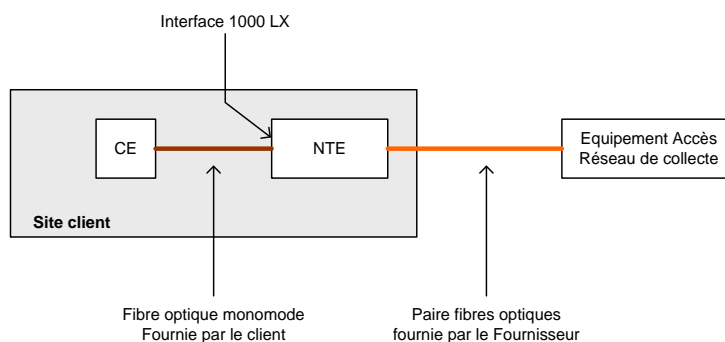 Interface 1000 LX
CE
NTE
Equipement Accès
Réseau de collecte
Site client
Fibre optique monomode
Fournie par le client
Paire fibres optiques
fournie par le Fournisseur